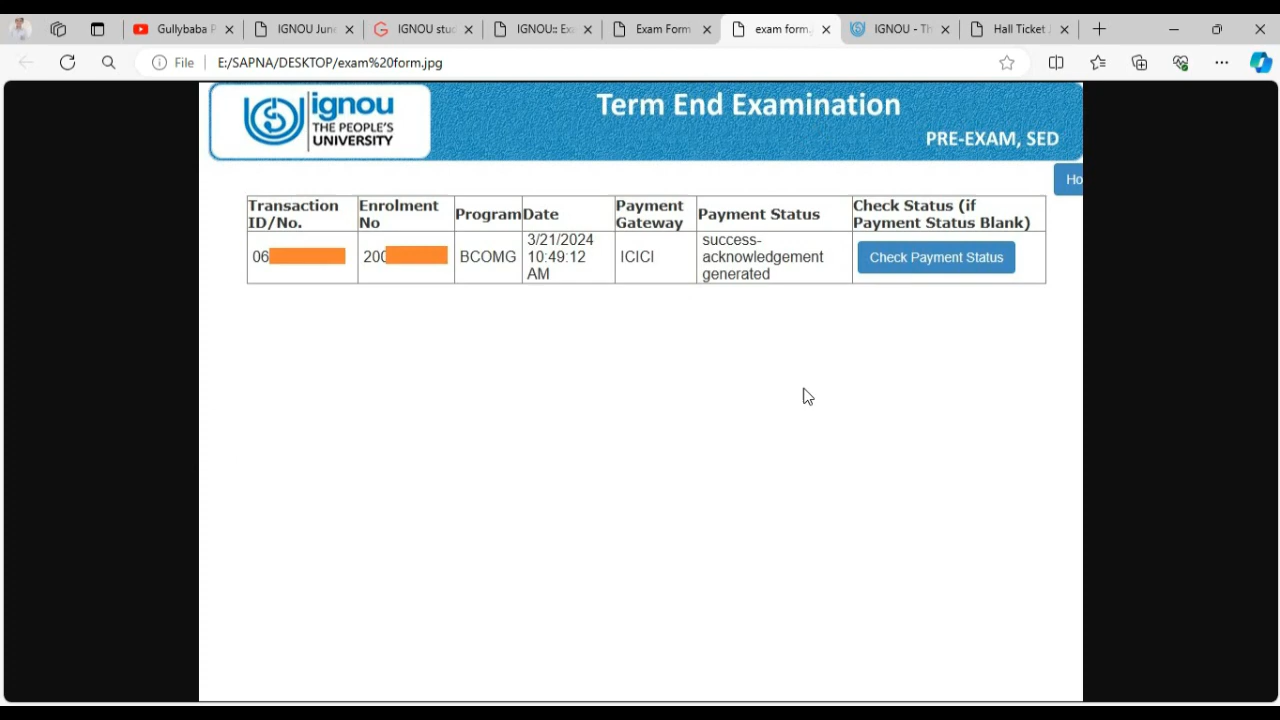 Gullybaba P
IGNOU June
IGNOU stud
IGNOU:: Exa
Exam Form
exam form.
IGNOU - Th
Hall Ticket J
File
E:/SAPNA/DESKTOP/exam%20form.jpg
ignou
THE PEOPLE'S
UNIVERSITY
Term End Examination
PRE-EXAM, SED
Ho
Transaction
ID/No.
Enrolment
No
Program
Date
Payment
Gateway
Payment Status
Check Status (if
Payment Status Blank)
06
200
BCOMG
3/21/2024
10:49:12
AM
ICICI
success-
acknowledgement
generated
Check Payment Status